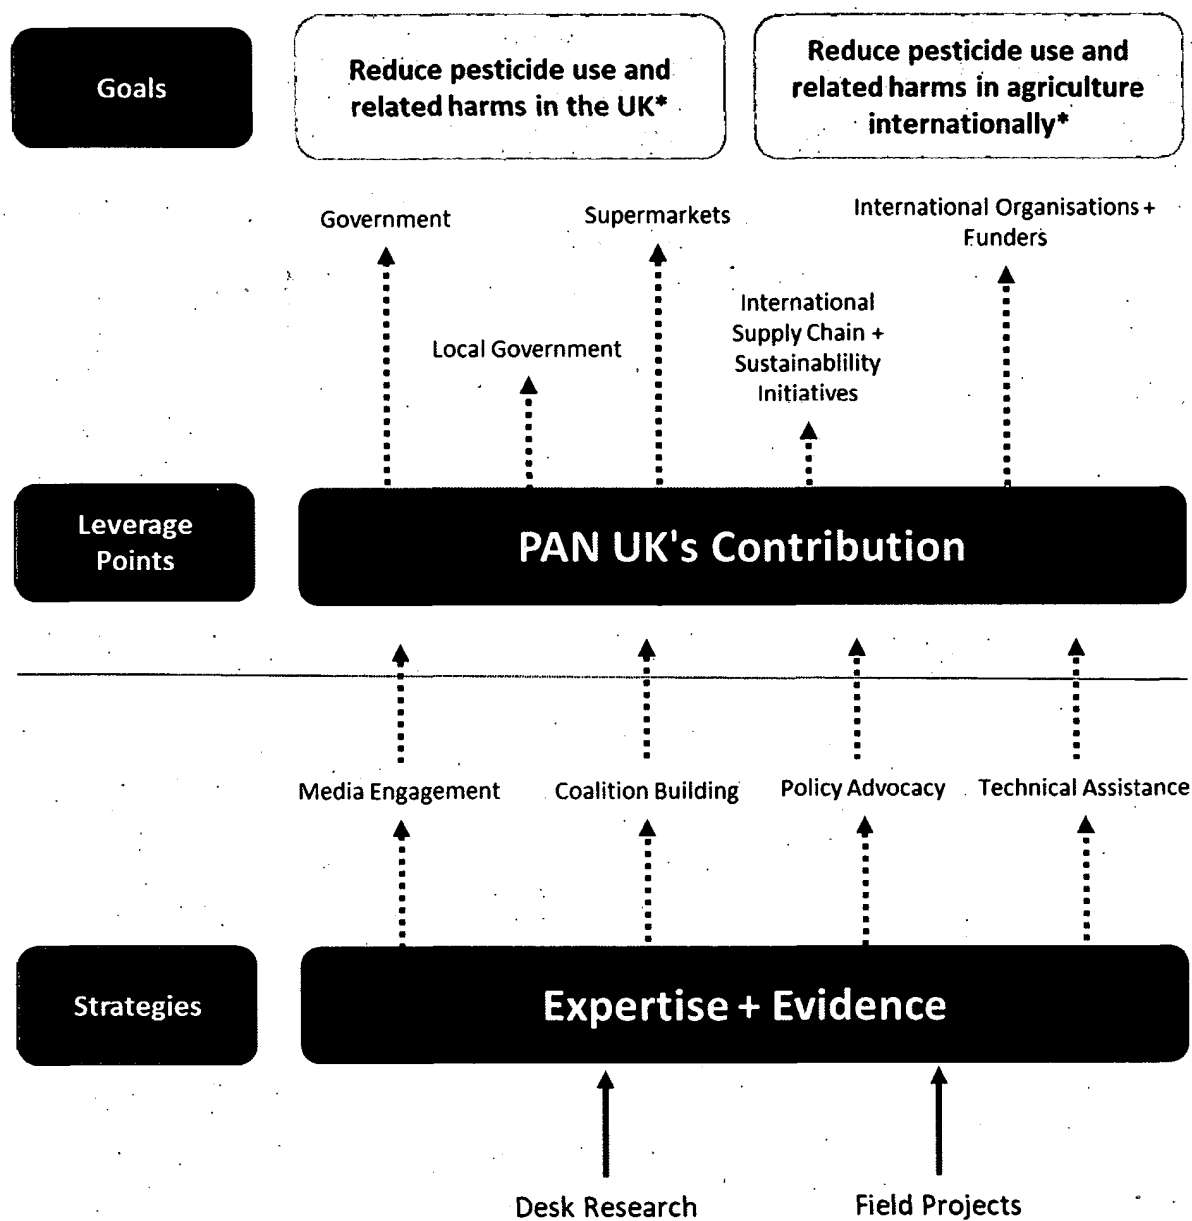 Goals
Reduce pesticide use and
related harms in the UK*
Reduce pesticide use and
related harms in agriculture
internationally*
Government
Supermarkets
International Organisations +
Funders
Local Government
International
Supply Chain +
Sustainablility
Initiatives
Leverage
Points
PAN UK's Contribution
Media Engagement
Coalition Building
Policy Advocacy
Technical Assistance
Strategies
Expertise + Evidence
Desk Research
Field Projects